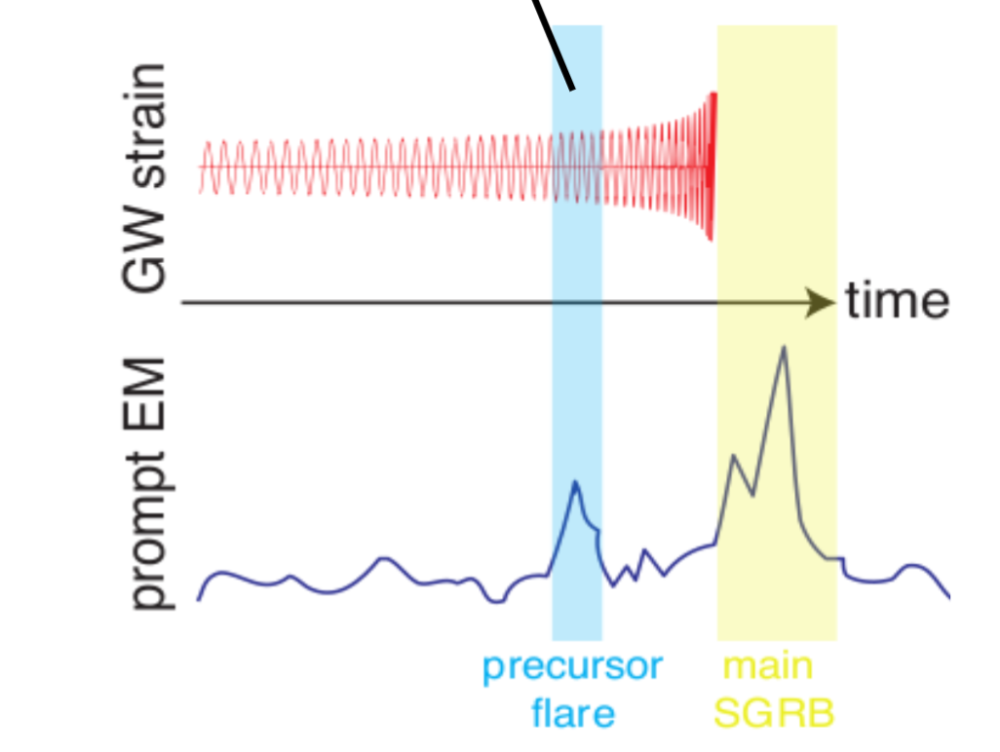 GW strain
time
prompt EM
precursor
flare
main
SGRB